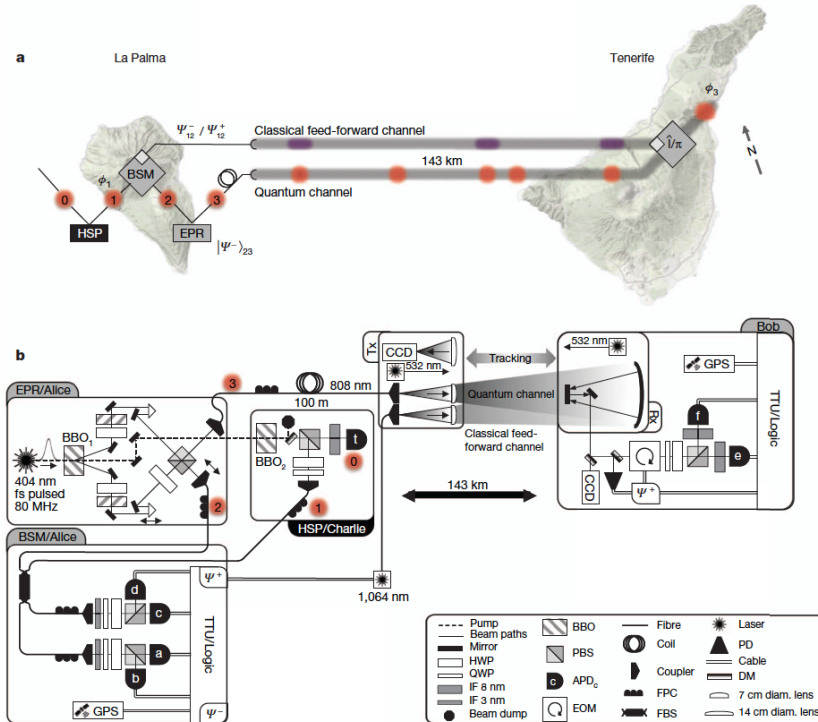 a
La Palma
Tenerife
ϕ3
Ψ12⁻ / Ψ12⁺
Classical feed-forward channel
Î/π
N
ϕ1
BSM
143 km
0
1
2
3
Quantum channel
HSP
EPR
|Ψ⁻⟩23
b
Tx
CCD
532 nm
Tracking
532 nm
Bob
GPS
EPR/Alice
3
808 nm
100 m
Quantum channel
Rx
TTU/Logic
BBO1
BBO2
t
0
Classical feed-
forward channel
f
e
404 nm
fs pulsed
80 MHz
2
1
143 km
CCD
Ψ⁺
HSP/Charlie
BSM/Alice
Ψ⁺
d
1,064 nm
c
TTU/Logic
a
b
GPS
Ψ⁻
Pump
Beam paths
Mirror
HWP
QWP
IF 8 nm
IF 3 nm
Beam dump
BBO
PBS
c
APDc
EOM
Fibre
Coil
Coupler
FPC
FBS
Laser
PD
Cable
DM
7 cm diam. lens
14 cm diam. lens